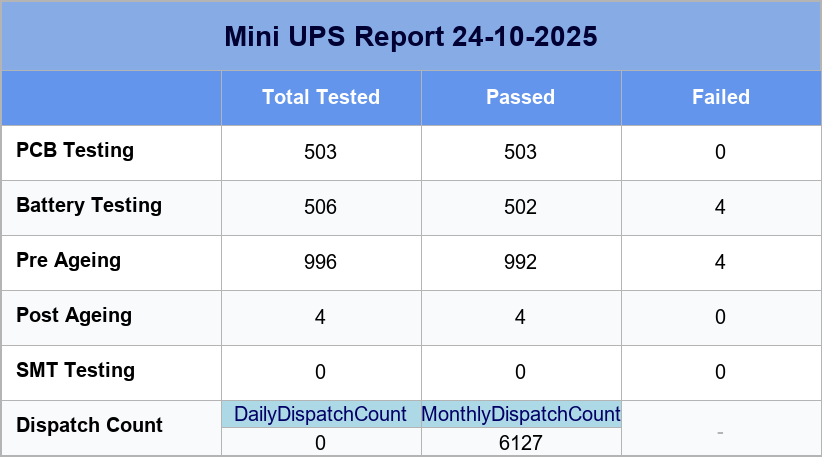 Mini UPS Report 24-10-2025
Total Tested Passed Failed
PCB Testing 503 503 0
Battery Testing 506 502 4
Pre Ageing 996 992 4
Post Ageing 4 4 0
SMT Testing 0 0 0
Dispatch Count DailyDispatchCount MonthlyDispatchCount -
0 6127